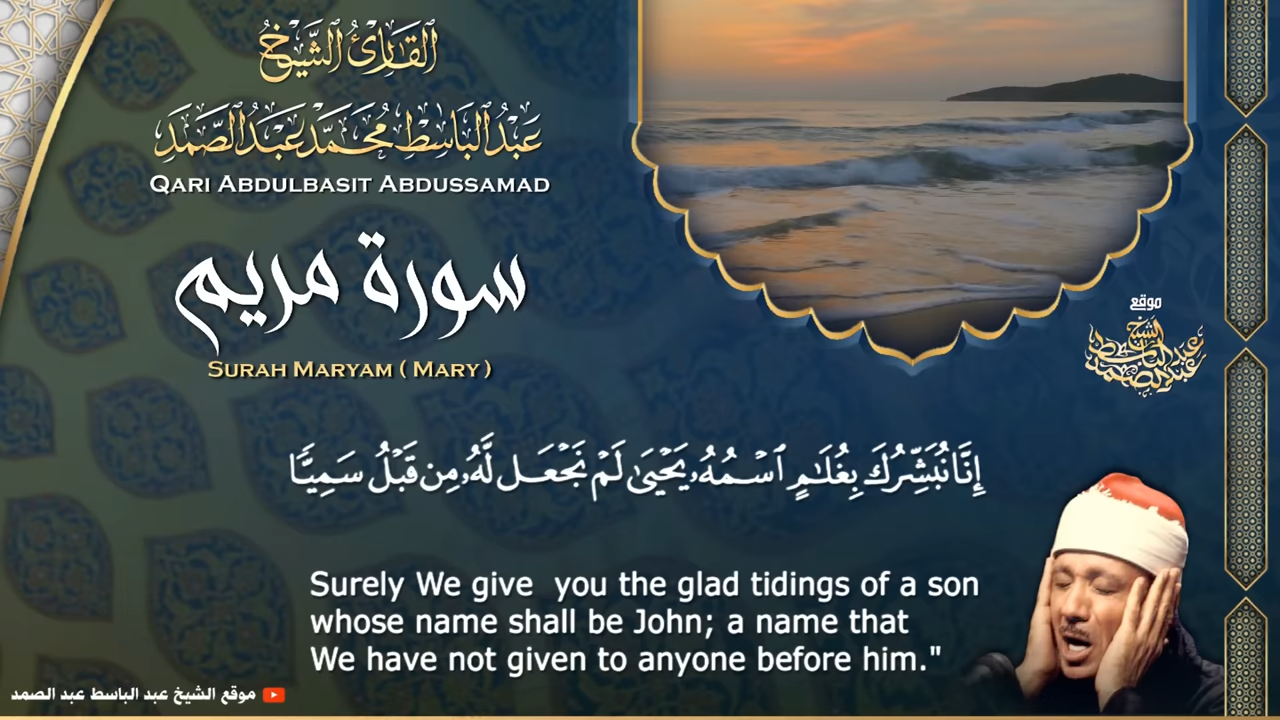 القارئ الشيخ
عبد الباسط محمد عبد الصمد
QARI ABDULBASIT ABDUSSAMAD
سورة مريم
SURAH MARYAM ( MARY )
موقع
الشيخ
عبد الباسط
عبد الصمد
إِنَّا نُبَشِّرُكَ بِغُلَٰمٍ ٱسْمُهُۥ يَحْيَىٰ لَمْ نَجْعَل لَّهُۥ مِن قَبْلُ سَمِيًّا
Surely We give  you the glad tidings of a son
whose name shall be John; a name that
We have not given to anyone before him."
موقع الشيخ عبد الباسط عبد الصمد